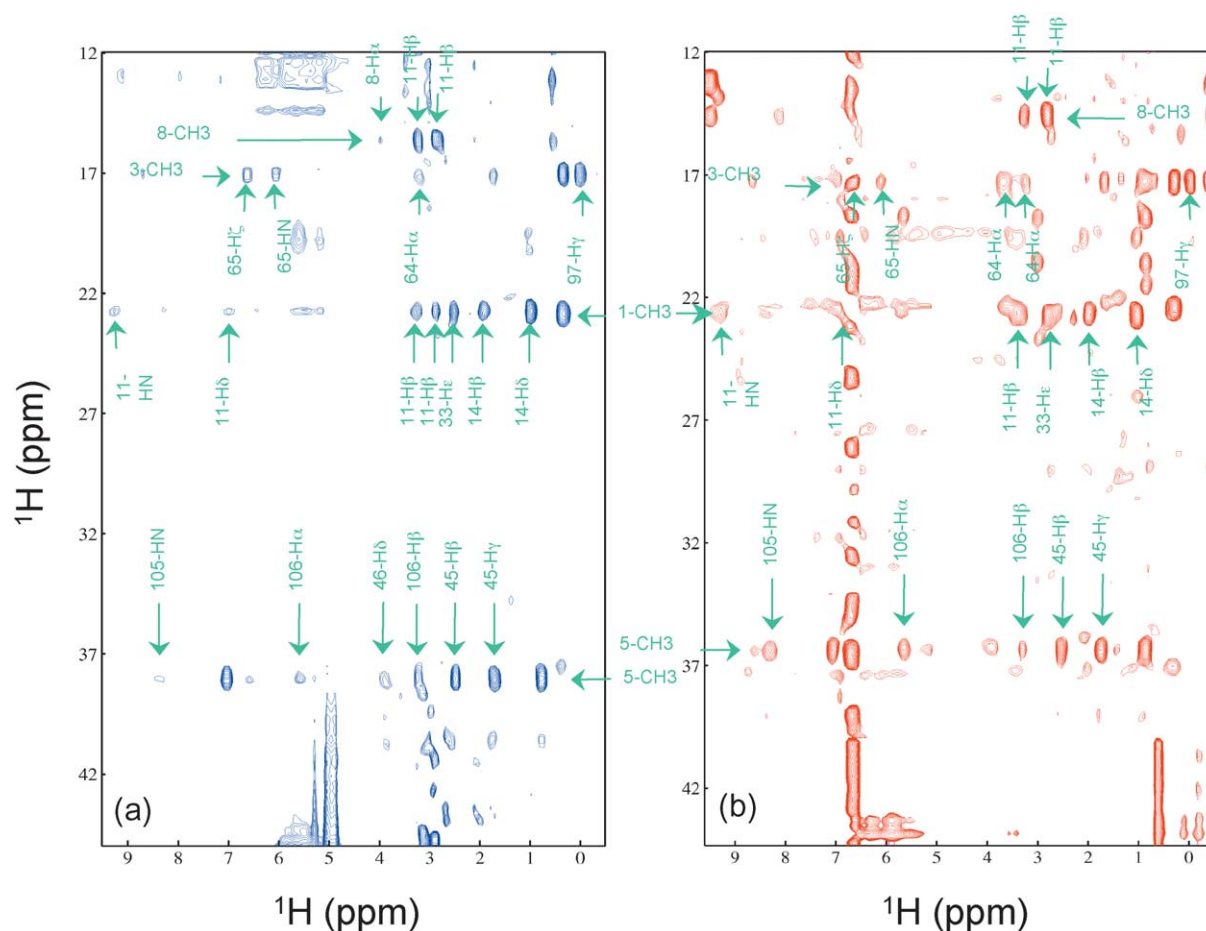 12
17
22
27
32
37
42
¹H (ppm)
8-Hα
11-Hβ
11-Hβ
8-CH3
3-CH3
65-Hζ
65-HN
64-Hα
97-Hγ
1-CH3
11-
HN
11-Hδ
11-Hβ
11-Hβ
33-Hε
14-Hβ
14-Hδ
105-HN
106-Hα
46-Hδ
106-Hβ
45-Hβ
45-Hγ
5-CH3
(a)
9 8 7 6 5 4 3 2 1 0
¹H (ppm)
12
17
22
27
32
37
42
11-Hβ
11-Hβ
8-CH3
3-CH3
65-Hζ
65-HN
64-Hα
64-Hα
97-Hγ
11-
HN
11-Hδ
11-Hβ
33-Hε
14-Hβ
14-Hδ
105-HN
106-Hα
106-Hβ
45-Hβ
45-Hγ
5-CH3
(b)
9 8 7 6 5 4 3 2 1 0
¹H (ppm)